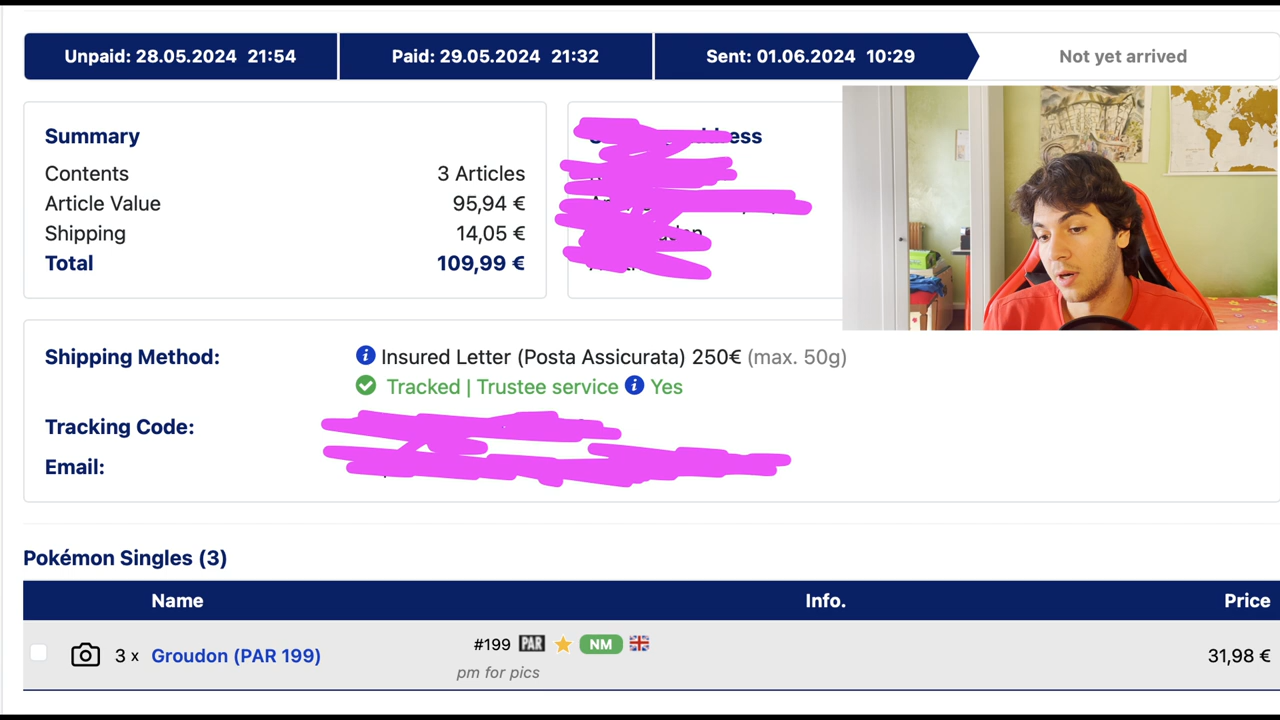 Unpaid: 28.05.2024 21:54
Paid: 29.05.2024 21:32
Sent: 01.06.2024 10:29
Not yet arrived
Summary
Contents 3 Articles
Article Value 95,94 €
Shipping 14,05 €
Total 109,99 €
Shipping Method: Insured Letter (Posta Assicurata) 250€ (max. 50g)
Tracked | Trustee service Yes
Tracking Code:
Email:
Pokémon Singles (3)
Name Info. Price
3 x Groudon (PAR 199) #199 PAR NM 31,98 €
pm for pics